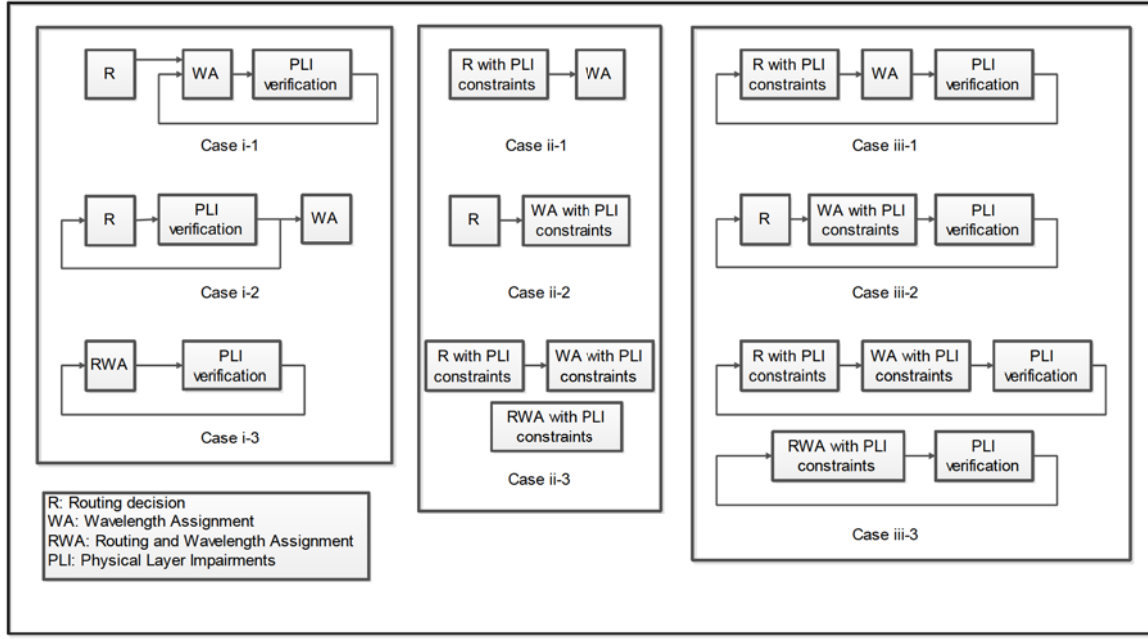 R
WA
PLI
verification
Case i-1
R
PLI
verification
WA
Case i-2
RWA
PLI
verification
Case i-3
R: Routing decision
WA: Wavelength Assignment
RWA: Routing and Wavelength Assignment
PLI: Physical Layer Impairments
R with PLI
constraints
WA
Case ii-1
R
WA with PLI
constraints
Case ii-2
R with PLI
constraints
WA with PLI
constraints
RWA with PLI
constraints
Case ii-3
R with PLI
constraints
WA
PLI
verification
Case iii-1
R
WA with PLI
constraints
PLI
verification
Case iii-2
R with PLI
constraints
WA with PLI
constraints
PLI
verification
RWA with PLI
constraints
PLI
verification
Case iii-3